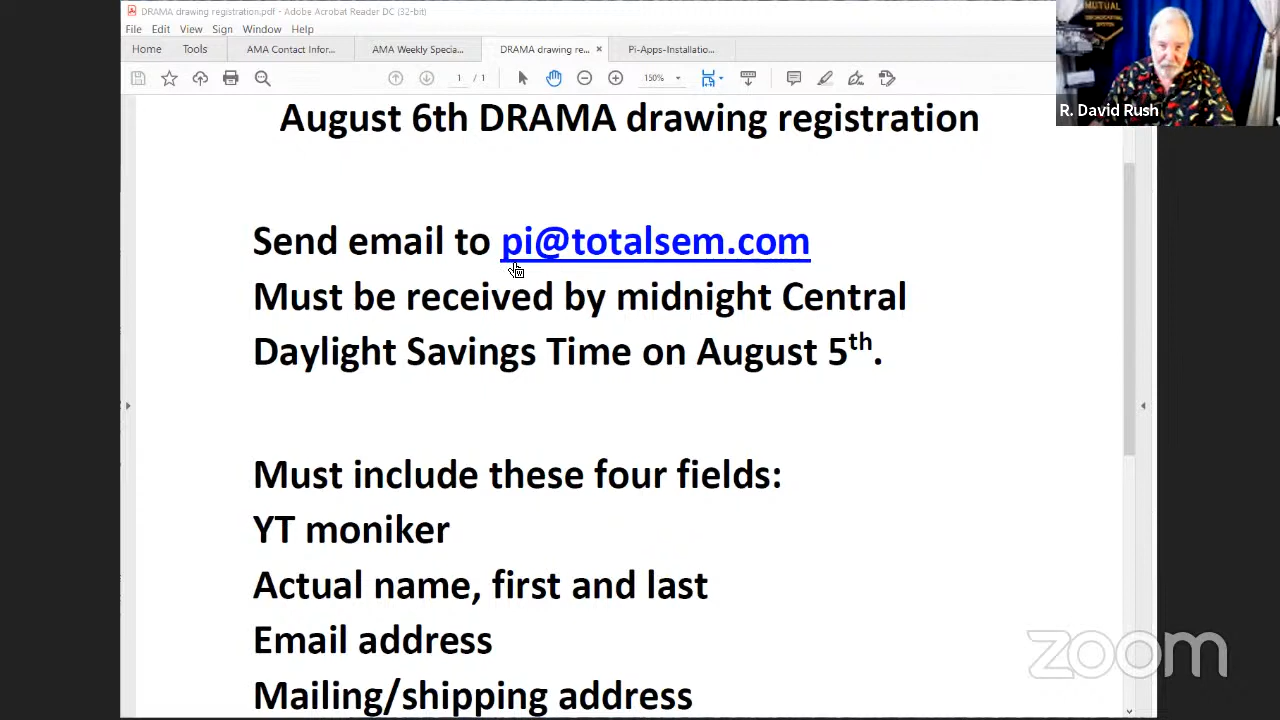 DRAMA drawing registration.pdf - Adobe Acrobat Reader DC (32-bit)
File Edit View Sign Window Help
Home Tools AMA Contact Infor... AMA Weekly Specia... DRAMA drawing re... × Pi-Apps-Installatio...
1 / 1 150%
MUTUAL
BROADCASTING
SYSTEM
R. David Rush
August 6th DRAMA drawing registration
Send email to pi@totalsem.com
Must be received by midnight Central
Daylight Savings Time on August 5th.
Must include these four fields:
YT moniker
Actual name, first and last
Email address
Mailing/shipping address
zoom